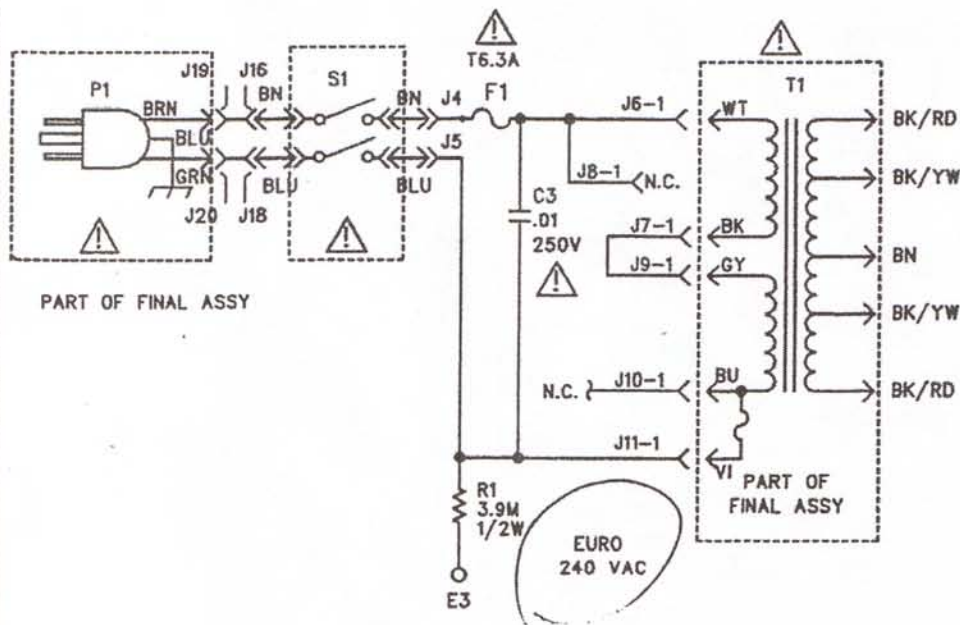 T6.3A
P1
J19
J16
S1
F1
BRN
BN
BN
J4
J6-1
WT
T1
BK/RD
BLU
J5
GRN
BLU
BLU
J8-1
N.C.
BK/YW
J20
J18
C3
.01
250V
J7-1
BK
J9-1
GY
BN
PART OF FINAL ASSY
BK/YW
N.C.
J10-1
BU
BK/RD
J11-1
VI
R1
3.9M
1/2W
PART OF
FINAL ASSY
EURO
240 VAC
E3